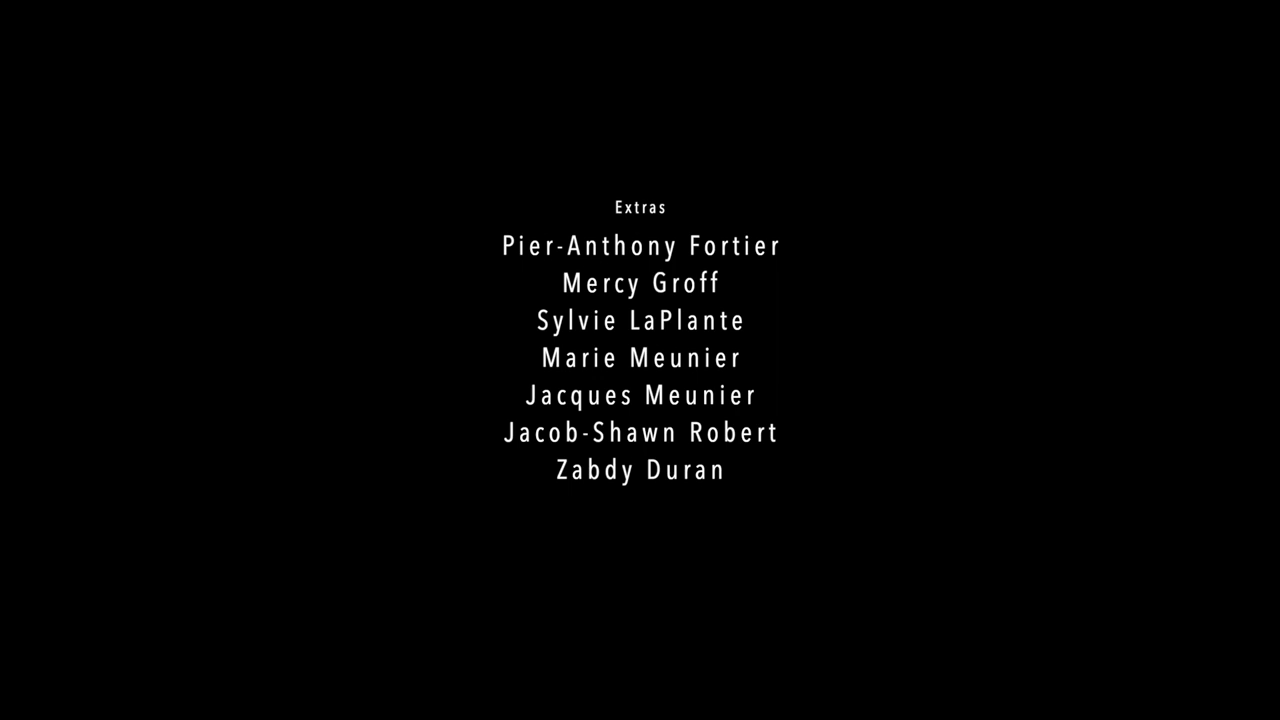 Extras
Pier-Anthony Fortier
Mercy Groff
Sylvie LaPlante
Marie Meunier
Jacques Meunier
Jacob-Shawn Robert
Zabdy Duran